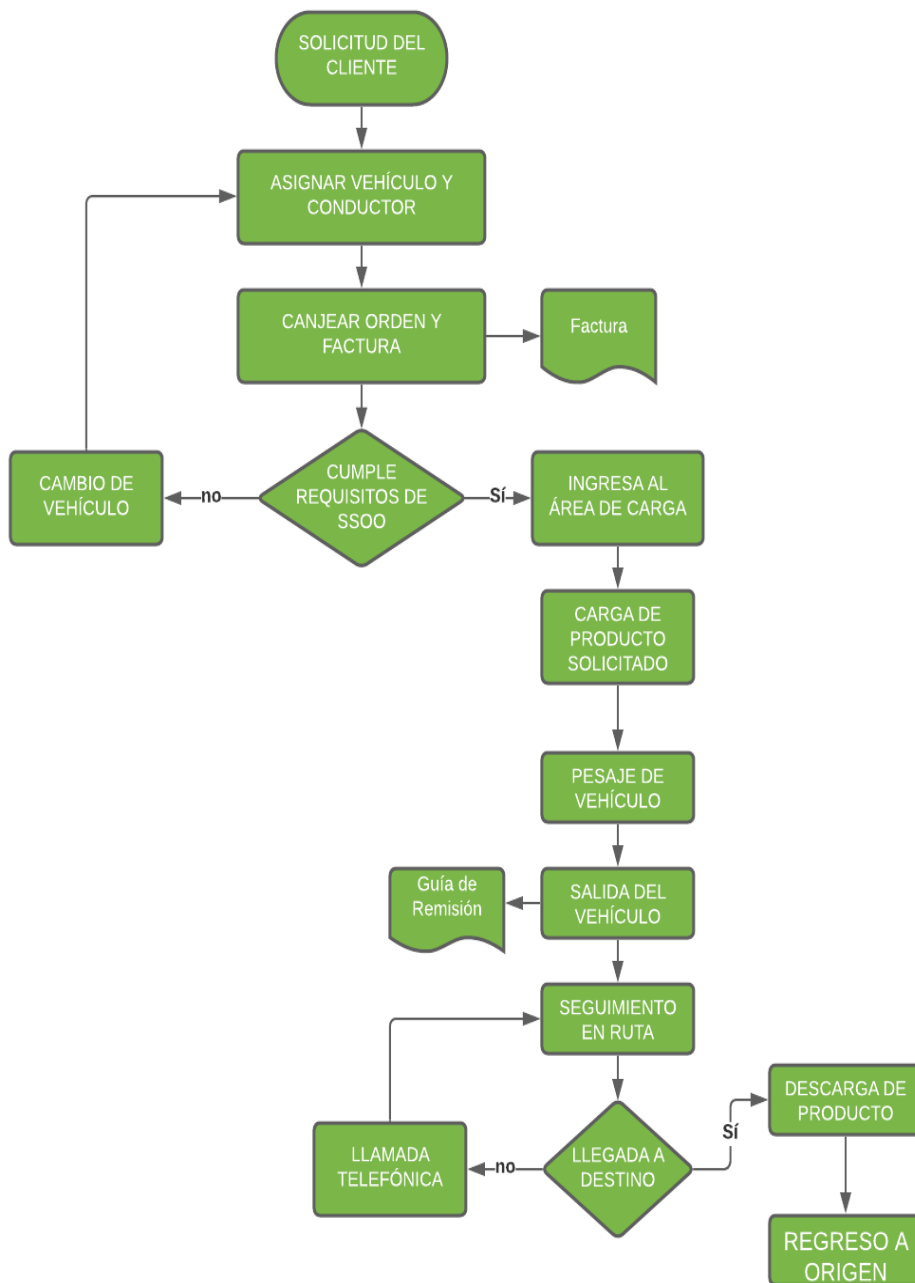 SOLICITUD DEL
CLIENTE
ASIGNAR VEHÍCULO Y
CONDUCTOR
CANJEAR ORDEN Y
FACTURA
Factura
CUMPLE
REQUISITOS DE
SSOO
no
CAMBIO DE
VEHÍCULO
Sí
INGRESA AL
ÁREA DE CARGA
CARGA DE
PRODUCTO
SOLICITADO
PESAJE DE
VEHÍCULO
SALIDA DEL
VEHÍCULO
Guía de
Remisión
SEGUIMIENTO
EN RUTA
LLEGADA A
DESTINO
no
LLAMADA
TELEFÓNICA
Sí
DESCARGA DE
PRODUCTO
REGRESO A
ORIGEN